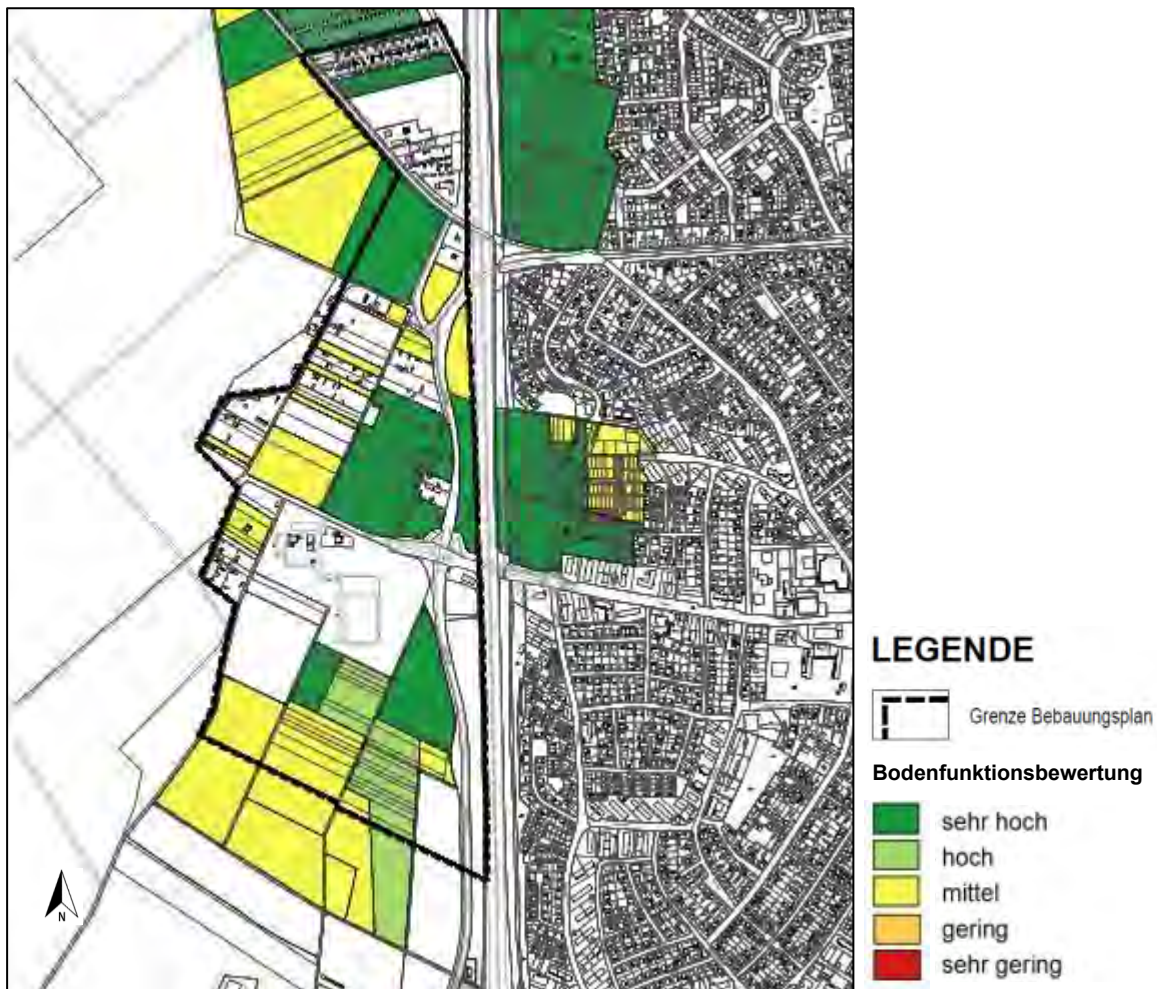 LEGENDE
Grenze Bebauungsplan
Bodenfunktionsbewertung
sehr hoch
hoch
mittel
gering
sehr gering
N